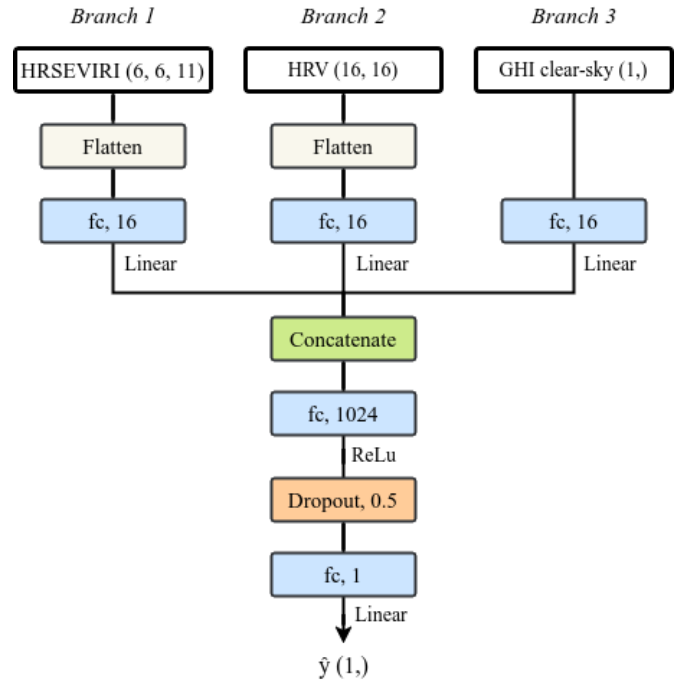 Branch 1
Branch 2
Branch 3
HRSEVIRI (6, 6, 11)
HRV (16, 16)
GHI clear-sky (1,)
Flatten
Flatten
fc, 16
fc, 16
fc, 16
Linear
Linear
Linear
Concatenate
fc, 1024
ReLu
Dropout, 0.5
fc, 1
Linear
ŷ (1,)